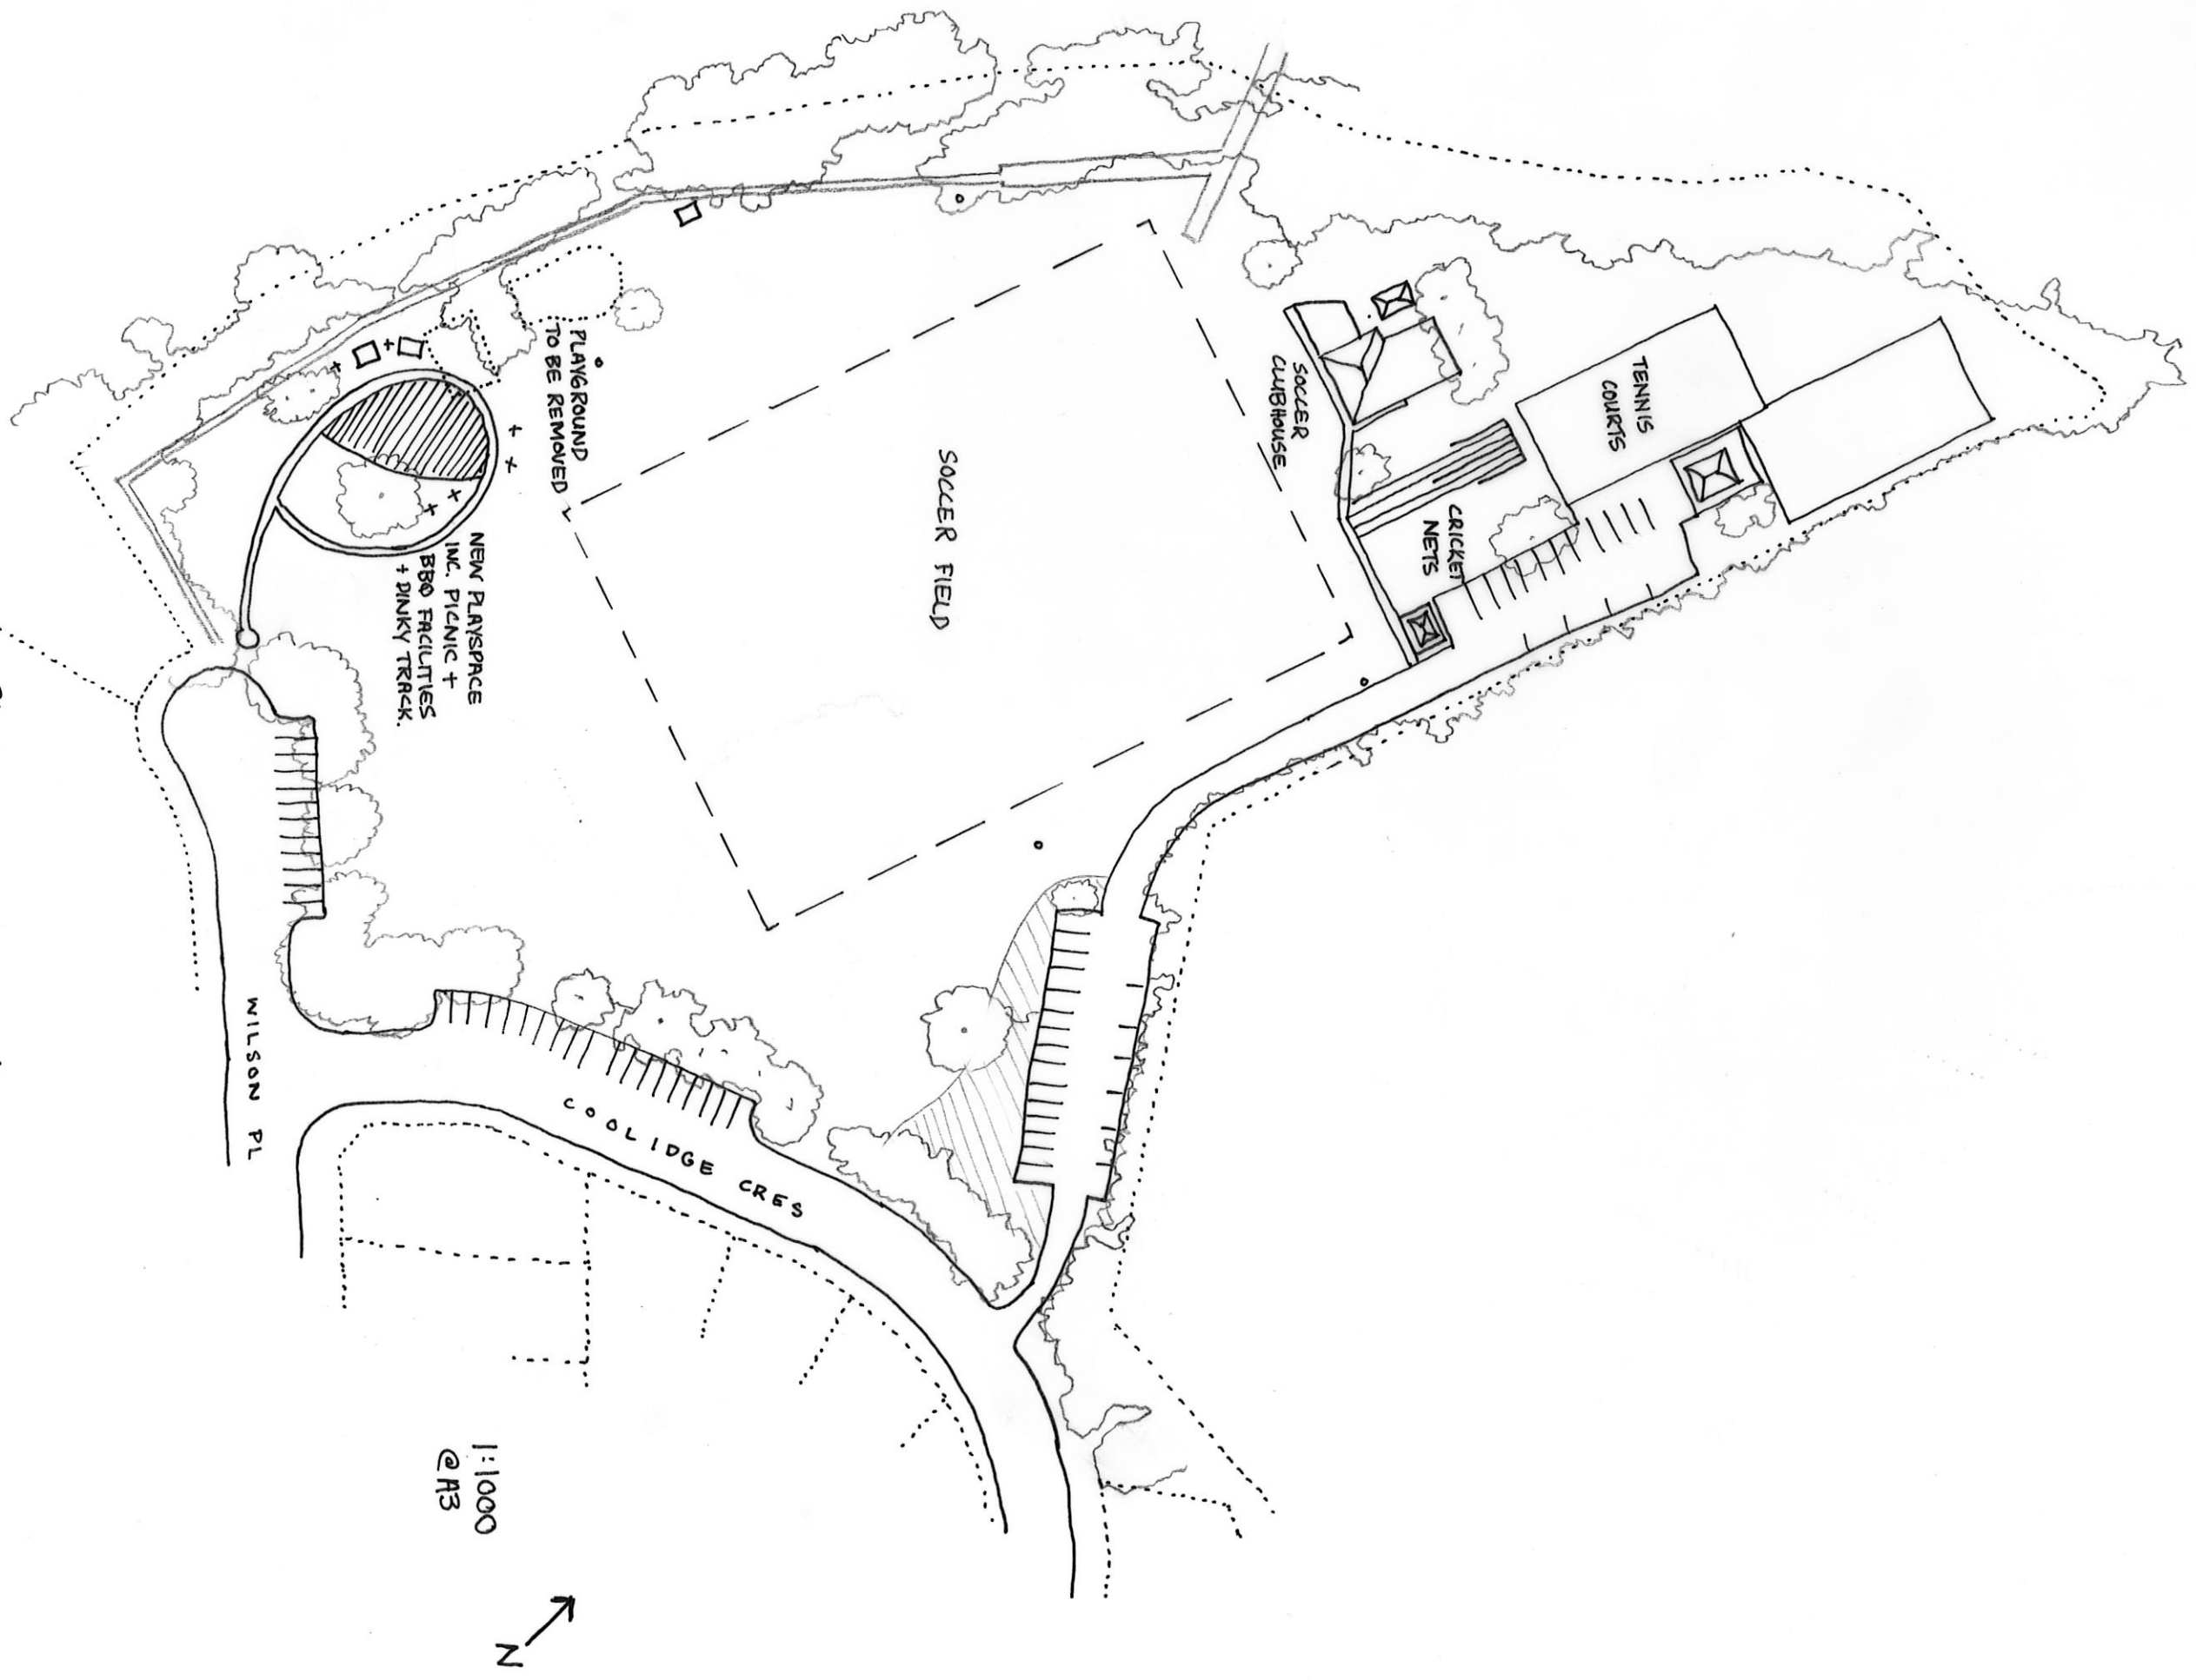 PLAYGROUND
TO BE REMOVED
NEW PLAYSPACE
INC. PICNIC +
BBQ FACILITIES
+ DINKY TRACK.
SOCCER FIELD
SOCCER
CLUBHOUSE
TENNIS
COURTS
CRICKET
NETS
WILSON PL
COOLIDGE CRES
1:1000
@A3
N